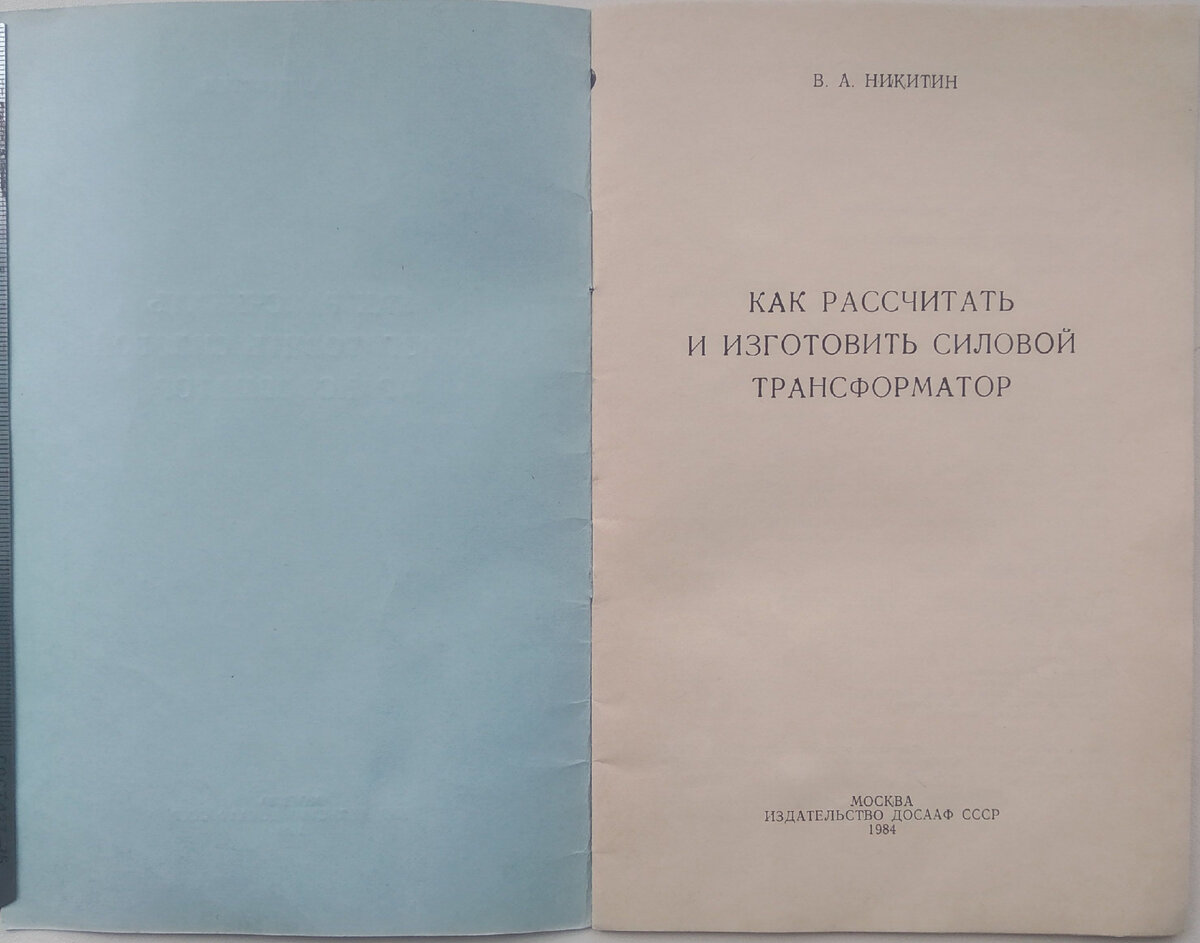 В. А. НИКИТИН
КАК РАССЧИТАТЬ
И ИЗГОТОВИТЬ СИЛОВОЙ
ТРАНСФОРМАТОР
МОСКВА
ИЗДАТЕЛЬСТВО ДОСААФ СССР
1984